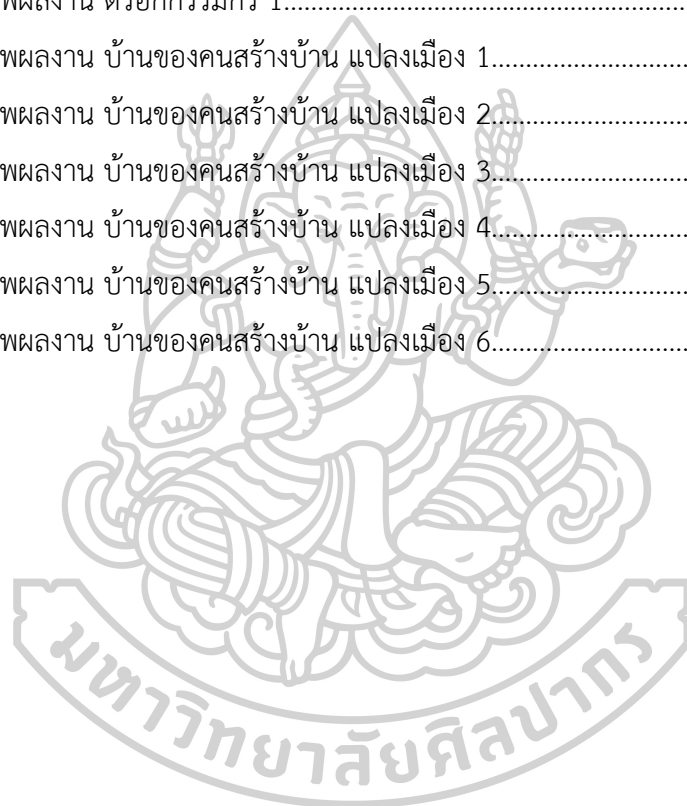 พผลงาน บ้านของคนสร้างบ้าน แปลงเมือง 1
พผลงาน บ้านของคนสร้างบ้าน แปลงเมือง 2
พผลงาน บ้านของคนสร้างบ้าน แปลงเมือง 3
พผลงาน บ้านของคนสร้างบ้าน แปลงเมือง 4
พผลงาน บ้านของคนสร้างบ้าน แปลงเมือง 5
พผลงาน บ้านของคนสร้างบ้าน แปลงเมือง 6
มหาวิทยาลัยศิลปากร